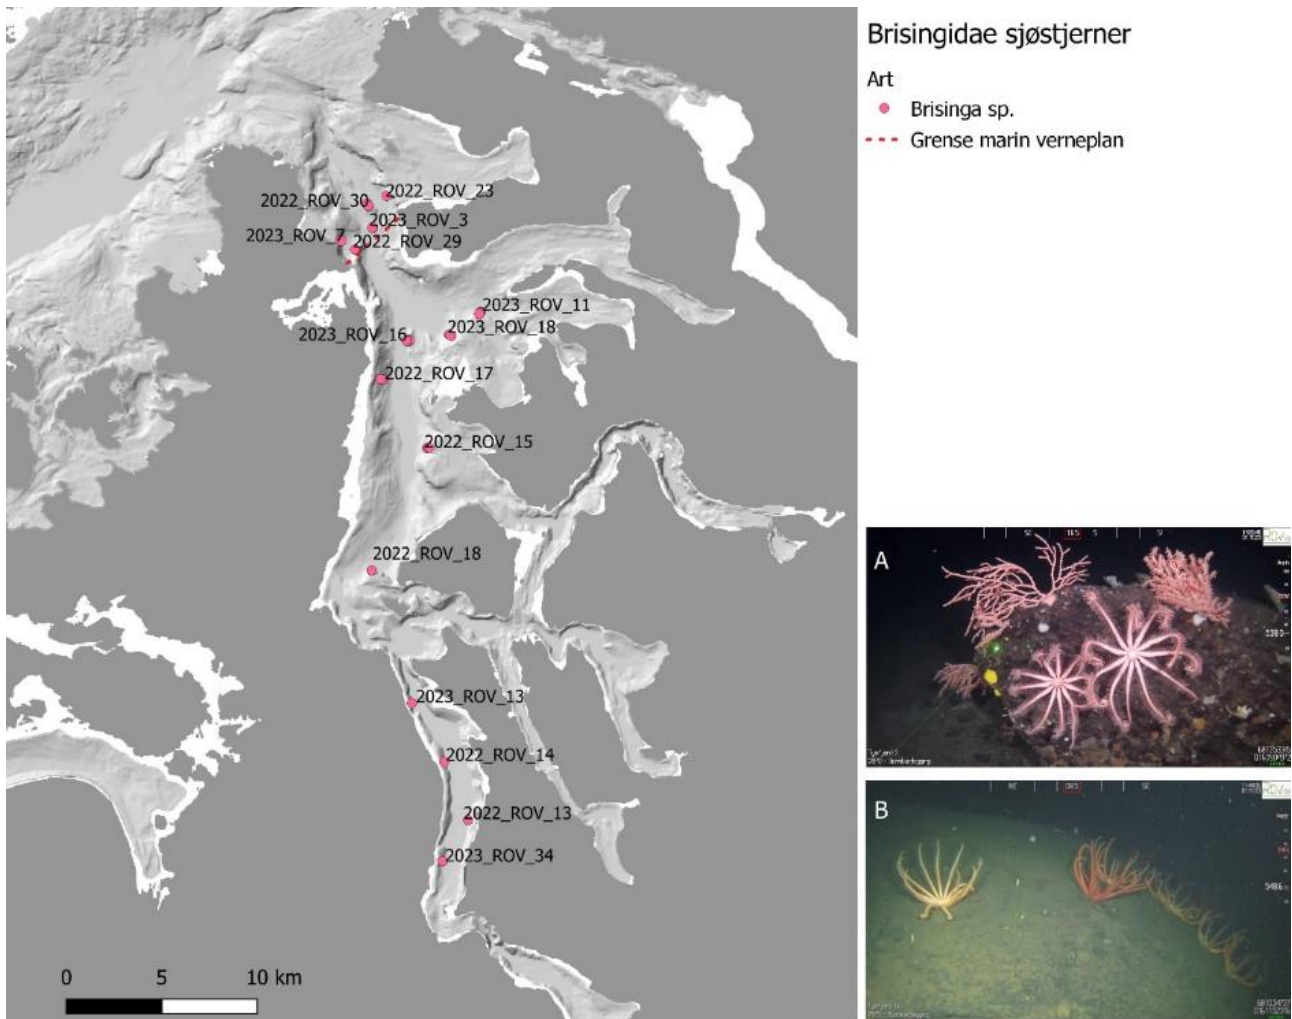 Brisingidae sjøstjerner
Art
Brisinga sp.
Grense marin verneplan
2022_ROV_23
2022_ROV_30
2023_ROV_3
2023_ROV_7
2022_ROV_29
2023_ROV_11
2023_ROV_18
2023_ROV_16
2022_ROV_17
2022_ROV_15
2022_ROV_18
2023_ROV_13
2022_ROV_14
2022_ROV_13
2023_ROV_34
0 5 10 km
A
B